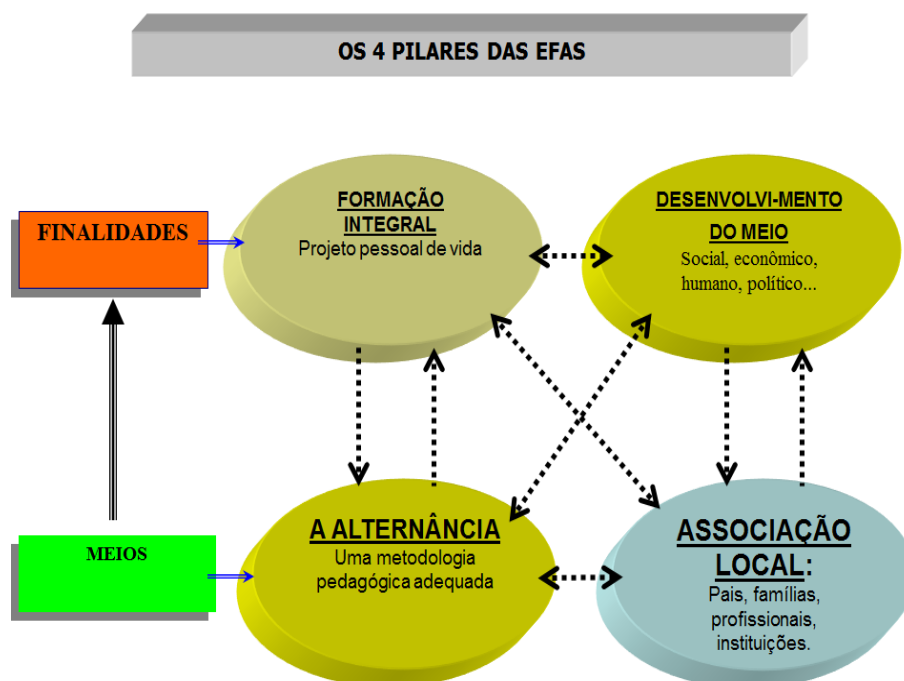 OS 4 PILARES DAS EFAS
FORMAÇÃO
INTEGRAL
Projeto pessoal de vida
DESENVOLVI-MENTO
DO MEIO
Social, econômico,
humano, político...
FINALIDADES
A ALTERNÂNCIA
Uma metodologia
pedagógica adequada
ASSOCIAÇÃO
LOCAL:
Pais, famílias,
profissionais,
instituições.
MEIOS